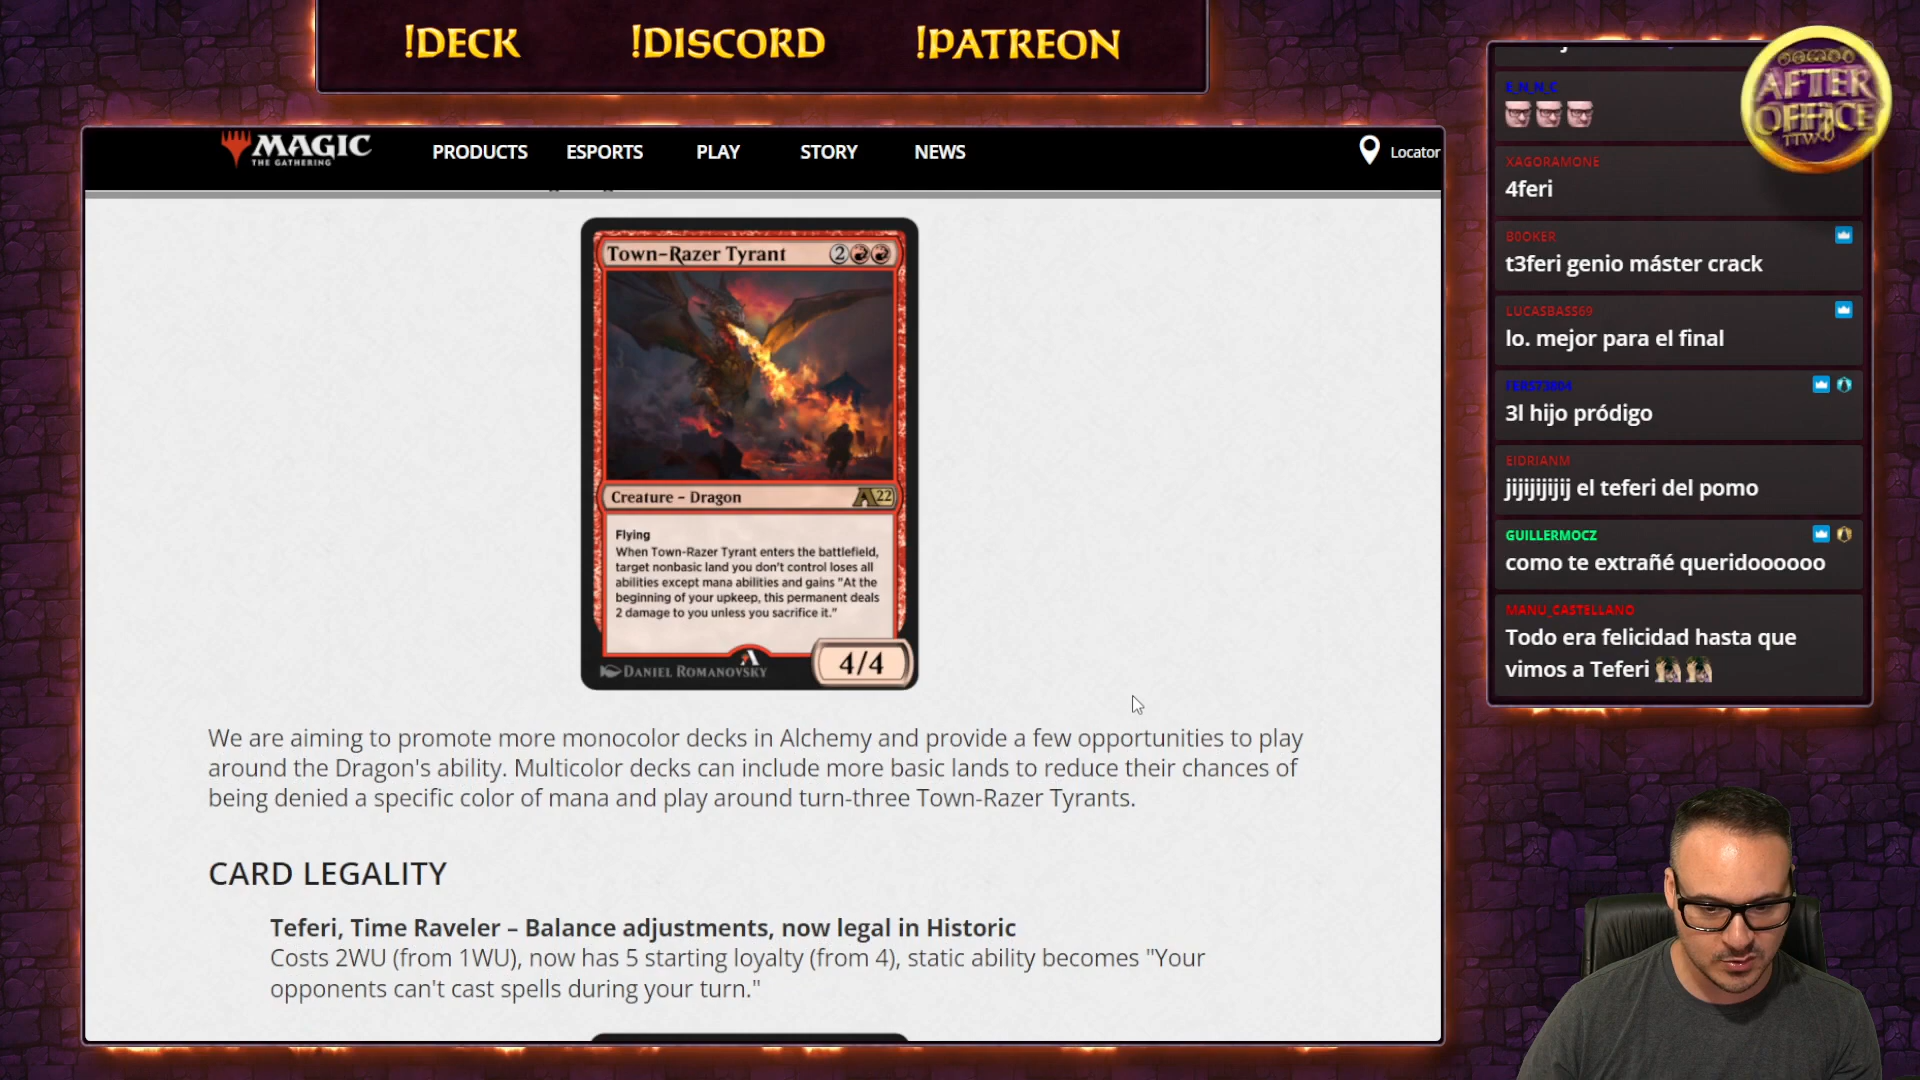 !DECK
!DISCORD
!PATREON
MAGIC
THE GATHERING
PRODUCTS
ESPORTS
PLAY
STORY
NEWS
Locator
Town-Razer Tyrant
2
Creature - Dragon
A22
Flying
When Town-Razer Tyrant enters the battlefield,
target nonbasic land you don't control loses all
abilities except mana abilities and gains "At the
beginning of your upkeep, this permanent deals
2 damage to you unless you sacrifice it."
DANIEL ROMANOVSKY
4/4
We are aiming to promote more monocolor decks in Alchemy and provide a few opportunities to play
around the Dragon's ability. Multicolor decks can include more basic lands to reduce their chances of
being denied a specific color of mana and play around turn-three Town-Razer Tyrants.
CARD LEGALITY
Teferi, Time Raveler – Balance adjustments, now legal in Historic
Costs 2WU (from 1WU), now has 5 starting loyalty (from 4), static ability becomes "Your
opponents can't cast spells during your turn."
AFTER
OFFICE
TTV
E_N_N_C
XAGORAMONE
4feri
B0OKER
t3feri genio máster crack
LUCASBASS69
lo. mejor para el final
3l hijo pródigo
EIDRIANM
jijijijijij el teferi del pomo
GUILLERMOCZ
como te extrañé queridoooooo
MANU_CASTELLANO
Todo era felicidad hasta que
vimos a Teferi